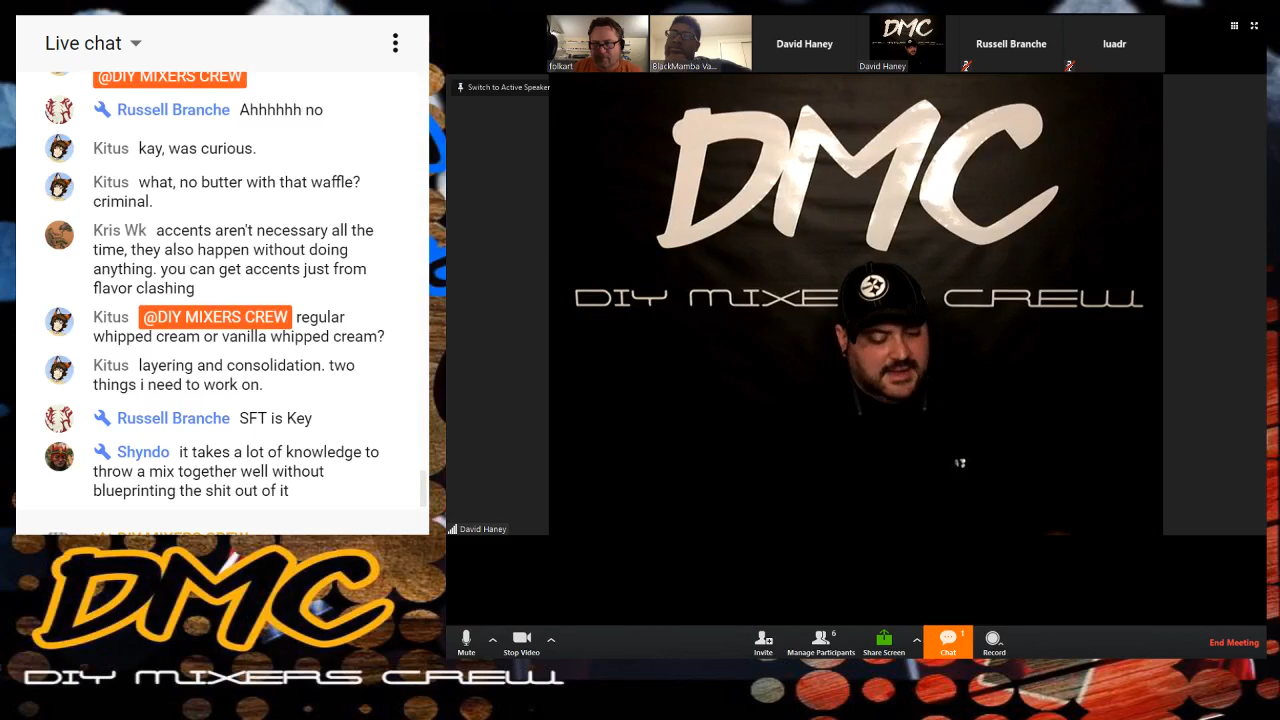 Live chat
@DIY MIXERS CREW
Russell Branche Ahhhhhh no
Kitus kay, was curious.
Kitus what, no butter with that waffle?
criminal.
Kris Wk accents aren't necessary all the
time, they also happen without doing
anything. you can get accents just from
flavor clashing
Kitus @DIY MIXERS CREW regular
whipped cream or vanilla whipped cream?
Kitus layering and consolidation. two
things i need to work on.
Russell Branche SFT is Key
Shyndo it takes a lot of knowledge to
throw a mix together well without
blueprinting the shit out of it
DMC
DIY MIXERS CREW
folkart
BlackMamba Va...
David Haney
DMC
David Haney
Russell Branche
luadr
Switch to Active Speaker
DMC
DIY MIXE CREW
David Haney
Mute
Stop Video
Invite
6
Manage Participants
Share Screen
1
Chat
Record
End Meeting